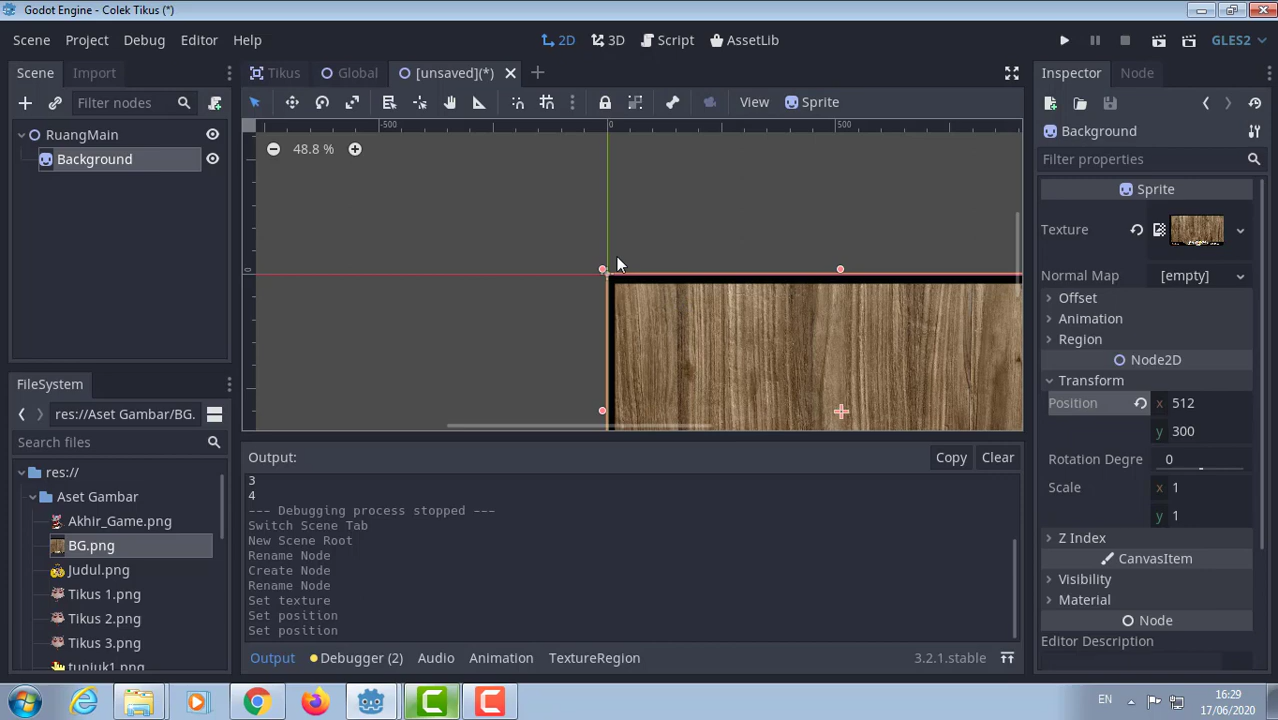 Godot Engine - Colek Tikus (*)
Scene Project Debug Editor Help
2D 3D Script AssetLib
GLES2
Scene Import
Filter nodes
RuangMain
Background
FileSystem
res://Aset Gambar/BG.
Search files
res://
Aset Gambar
Akhir_Game.png
BG.png
Judul.png
Tikus 1.png
Tikus 2.png
Tikus 3.png
tunjuk1.png
Tikus Global [unsaved](*)
View Sprite
-500 0 500
0
48.8 %
Output:
Copy Clear
3
4
--- Debugging process stopped ---
Switch Scene Tab
New Scene Root
Rename Node
Create Node
Rename Node
Set texture
Set position
Set position
Output Debugger (2) Audio Animation TextureRegion 3.2.1.stable
Inspector Node
Background
Filter properties
Sprite
Texture
Normal Map [empty]
Offset
Animation
Region
Node2D
Transform
Position x 512
y 300
Rotation Degre 0
Scale x 1
y 1
Z Index
CanvasItem
Visibility
Material
Node
Editor Description
EN
16:29
17/06/2020